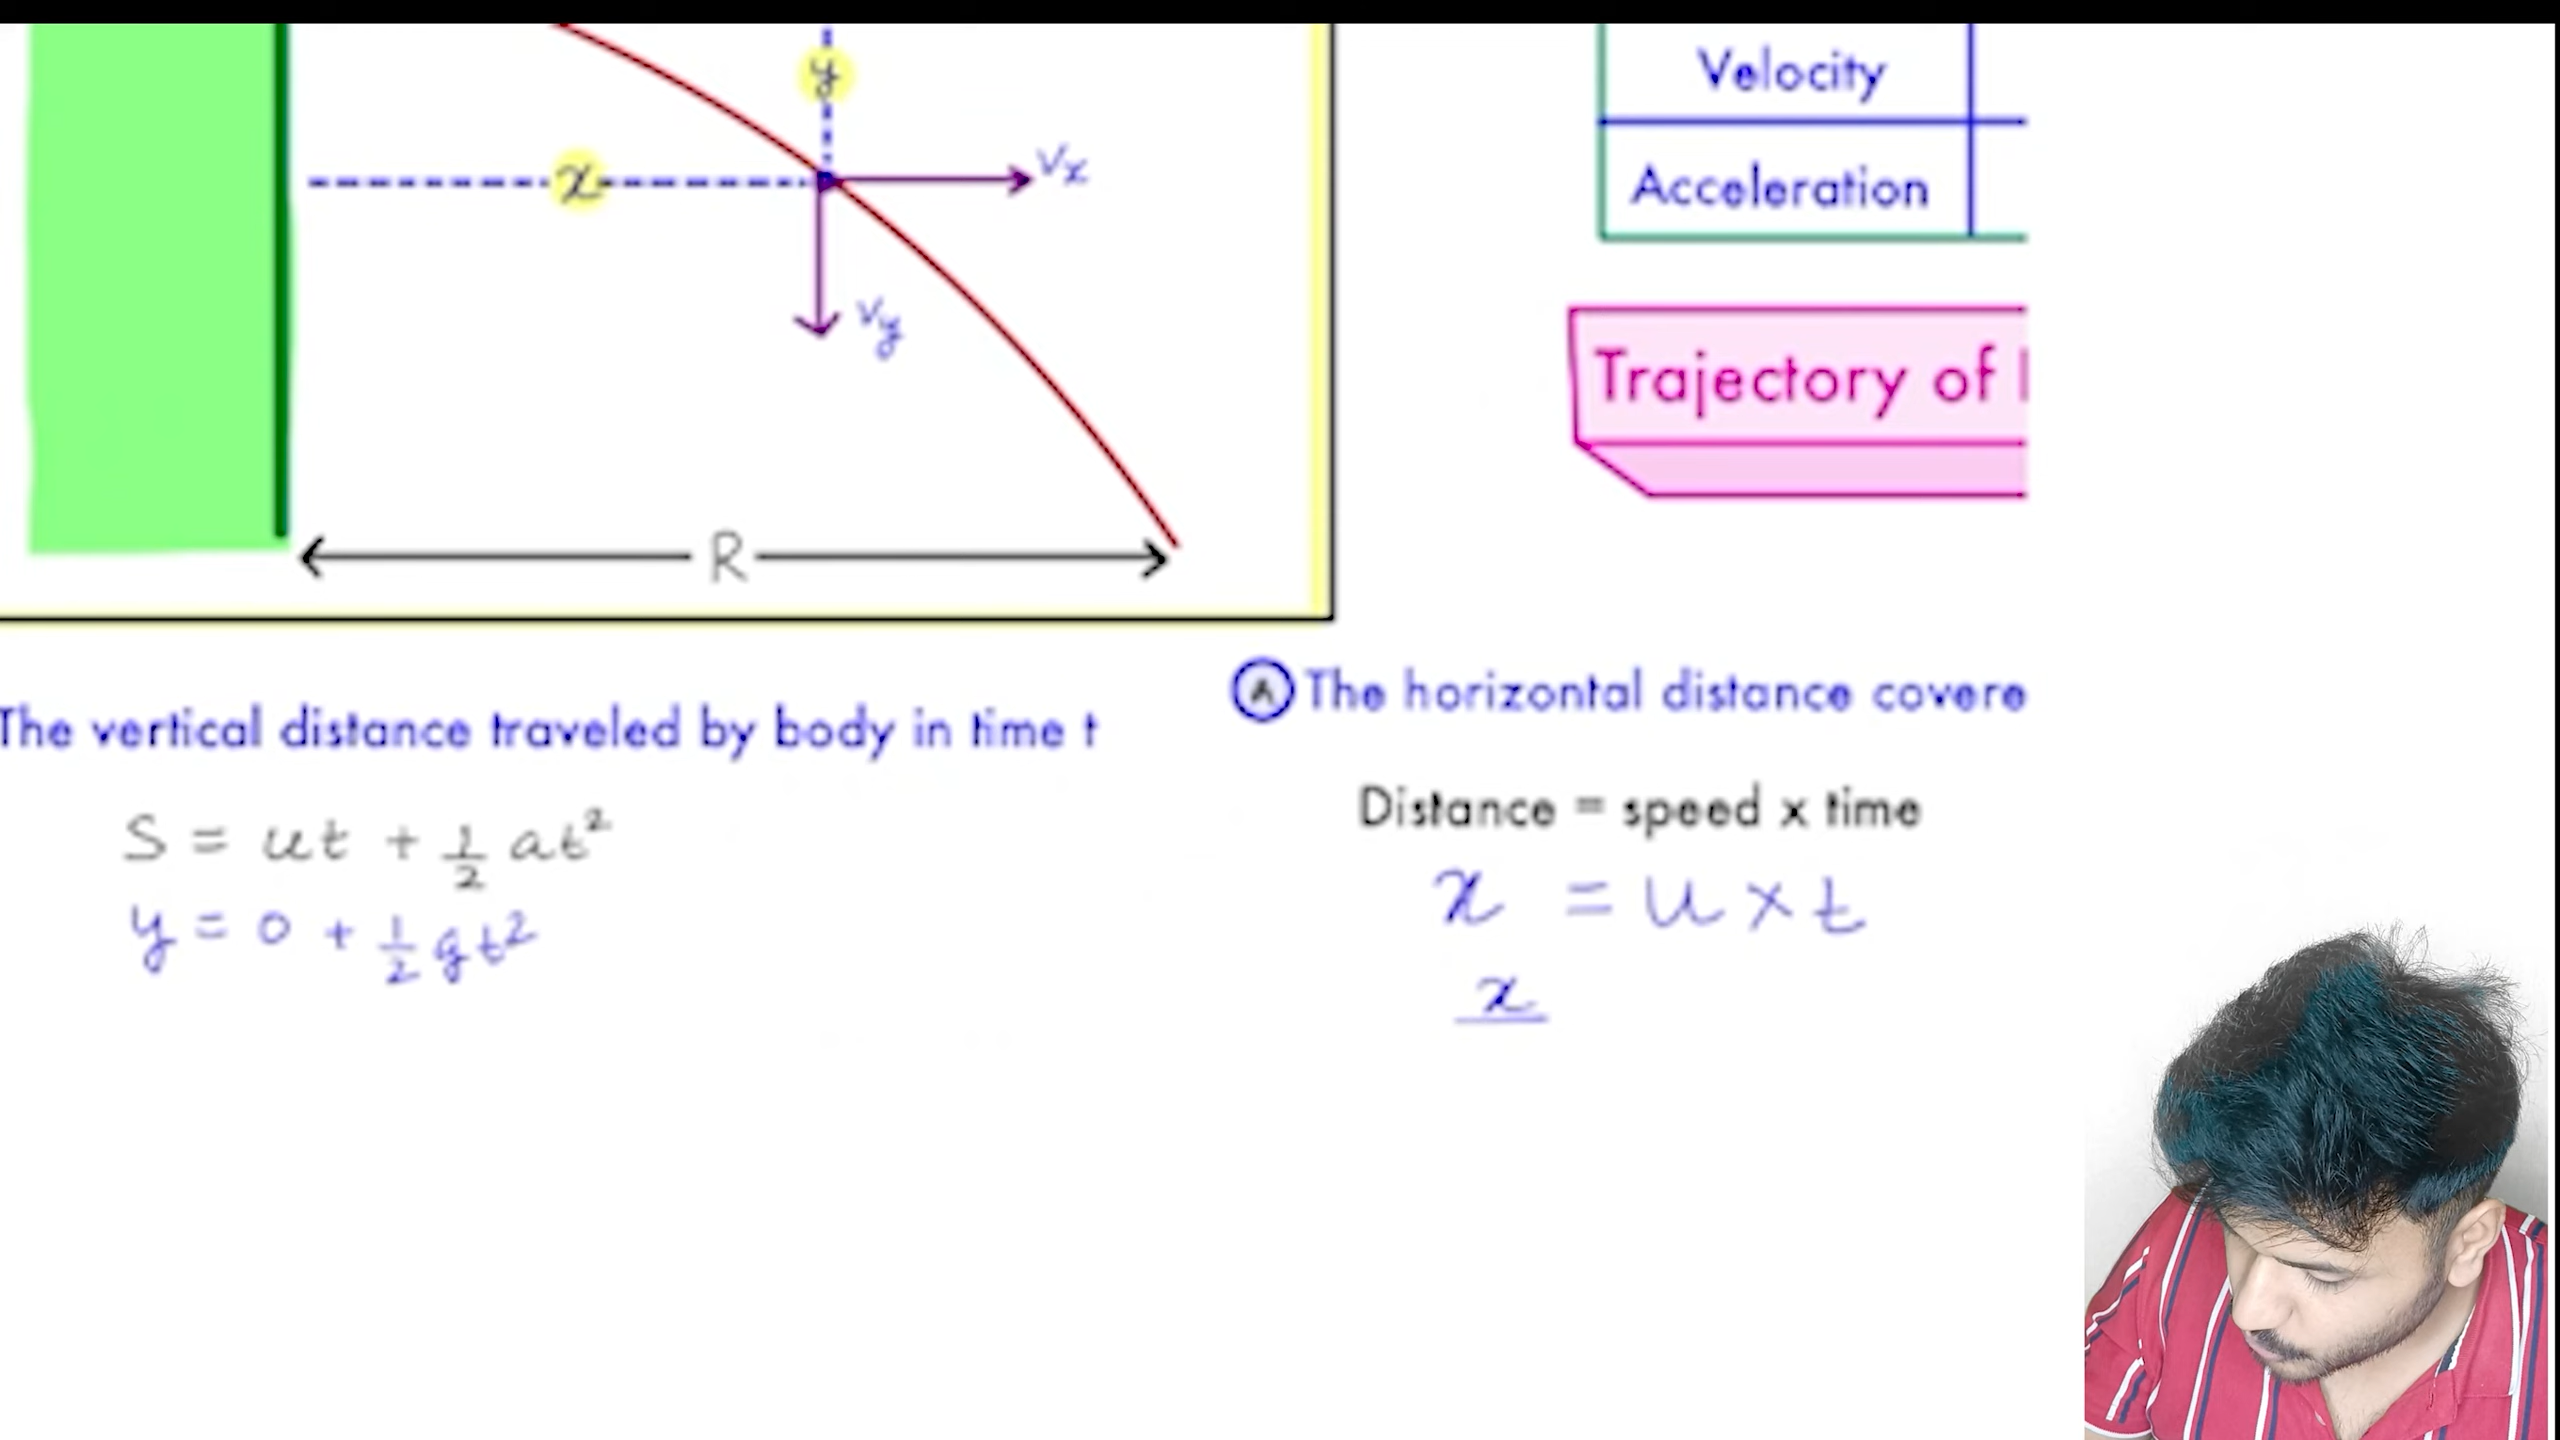 y
x
Vx
Vy
R
Velocity
Acceleration
Trajectory of
The vertical distance traveled by body in time t
S = ut + 1/2 at²
y = 0 + 1/2 gt²
A The horizontal distance covere
Distance = speed x time
x = u × t
x